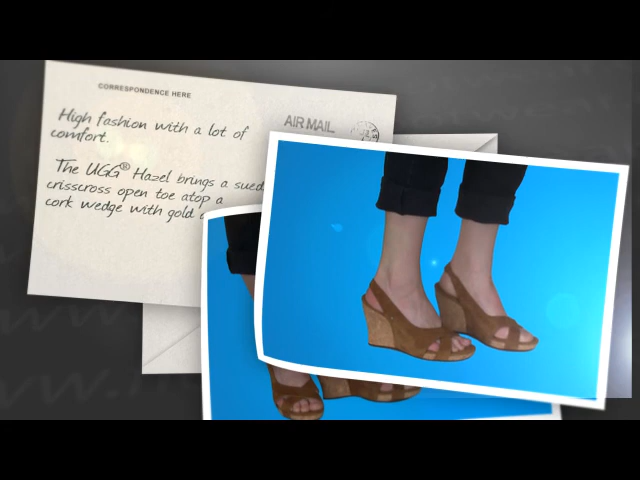 CORRESPONDENCE HERE
AIR MAIL
High fashion with a lot of
comfort.
The UGG® Hazel brings a
crisscross open toe atop a
cork wedge with gold